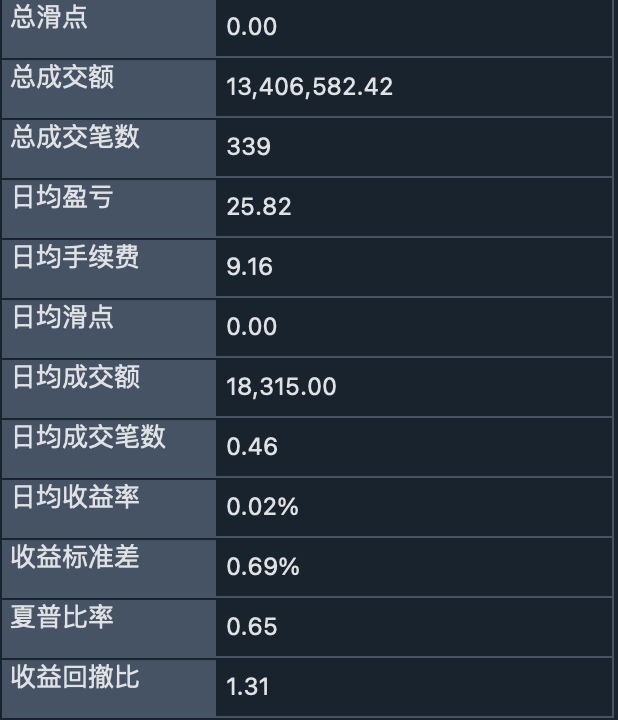 总滑点 0.00
总成交额 13,406,582.42
总成交笔数 339
日均盈亏 25.82
日均手续费 9.16
日均滑点 0.00
日均成交额 18,315.00
日均成交笔数 0.46
日均收益率 0.02%
收益标准差 0.69%
夏普比率 0.65
收益回撤比 1.31